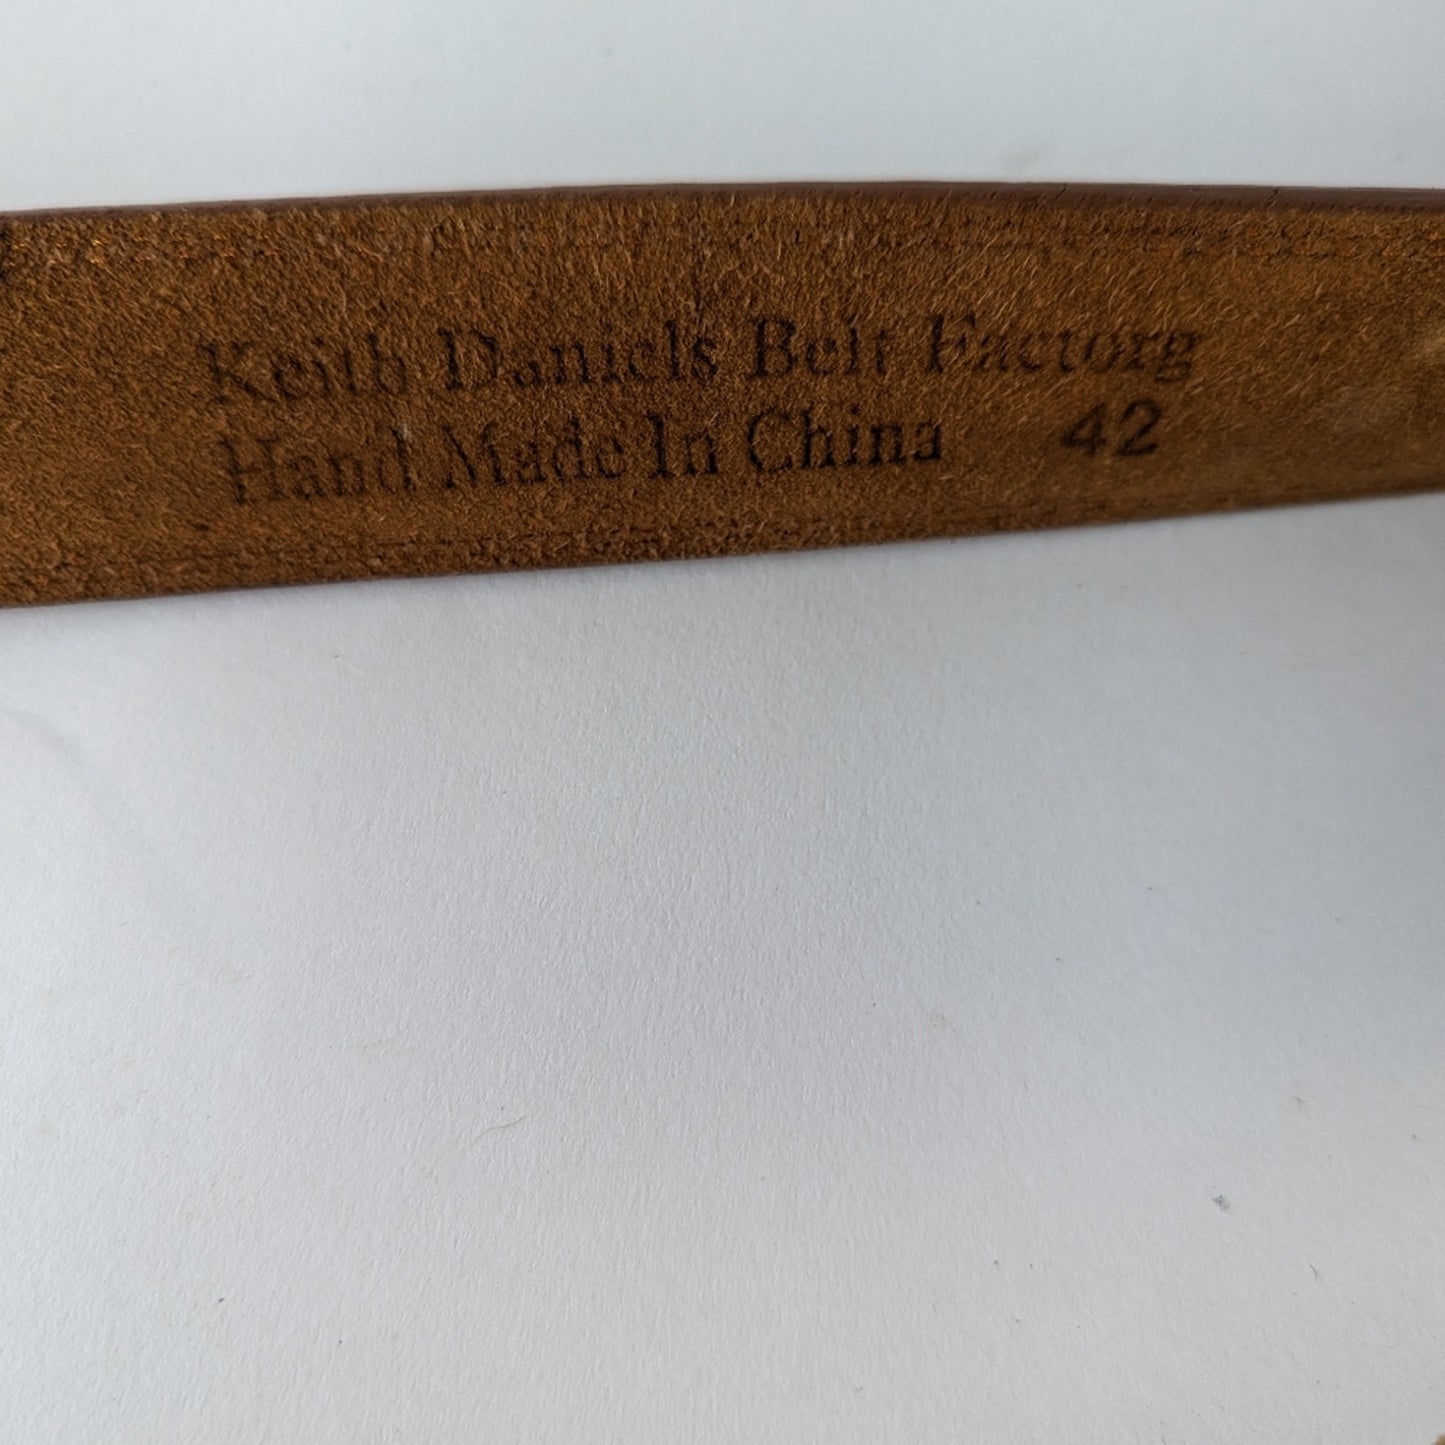 Keith Daniels Belt Factorg
Hand Made In China 42